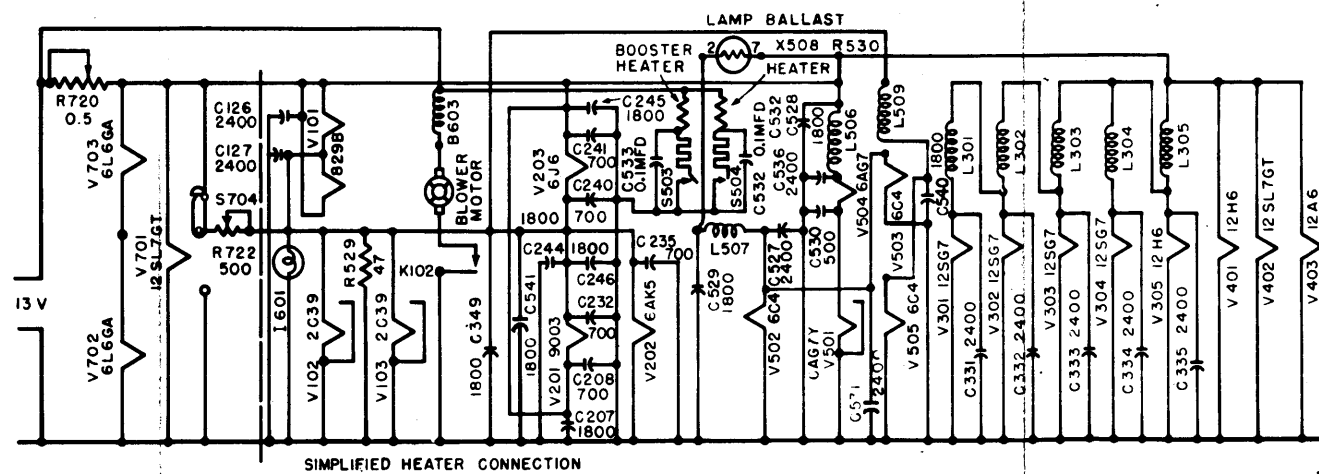 LAMP BALLAST
2 7 X508 R530
BOOSTER
HEATER
HEATER
R720
0.5
13 V
V703
6L6GA
V702
6L6GA
V701
12SL7GT
S704
R722
500
C126
2400
C127
2400
V101
829B
I601
V102 2C39
R529
47
V103 2C39
B603
BLOWER
MOTOR
K102
1800 C349
1800 C541
C245
1800
C241
700
V203
6J6
C240
700
1800
C244
1800
C246
C232
700
V201 9003
C208
700
C207
1800
C235
700
V202 6AK5
C533
0.1MFD
S503
S504
C532 0.1MFD
C532 0.1MFD
C528
1800
L506
C536
2400
L507
C529
1800
C527
2400
C530
500
V502 6C4
V504 6AG7
V501
C571
2400
L509
V503 6C4
V505 6C4
1800
C540
L301
V301 12SG7
C331 2400
L302
V302 12SG7
C332 2400
L303
V303 12SG7
C333 2400
L304
V304 12SG7
C334 2400
L305
V305 12H6
C335 2400
V401 12H6
V402 12SL7GT
V403 12A6
SIMPLIFIED HEATER CONNECTION